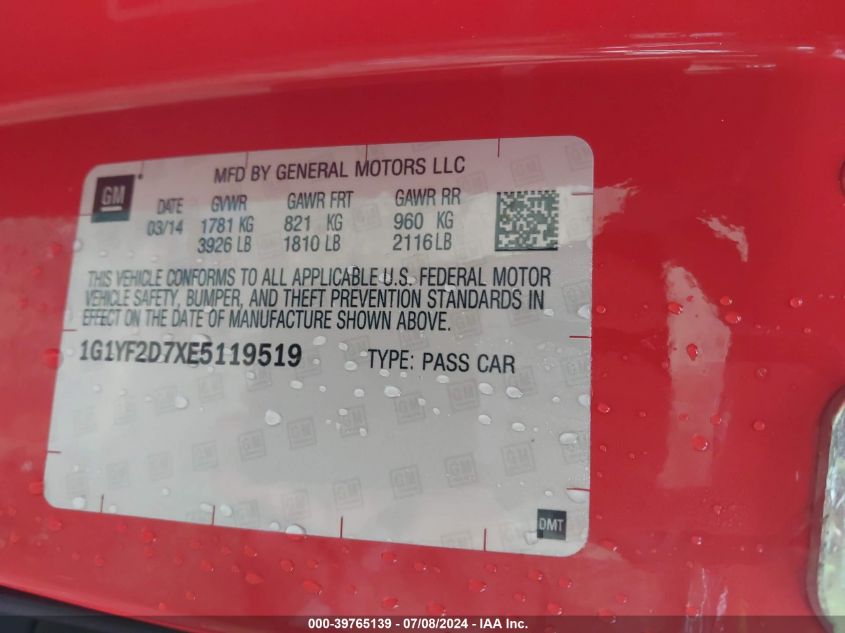 GM
MFD BY GENERAL MOTORS LLC
DATE GVWR GAWR FRT GAWR RR
03/14 1781 KG 821 KG 960 KG
3926 LB 1810 LB 2116 LB
THIS VEHICLE CONFORMS TO ALL APPLICABLE U.S. FEDERAL MOTOR
VEHICLE SAFETY, BUMPER, AND THEFT PREVENTION STANDARDS IN
EFFECT ON THE DATE OF MANUFACTURE SHOWN ABOVE.
1G1YF2D7XE5119519 TYPE: PASS CAR
DMT
000-39765139 - 07/08/2024 - IAA Inc.